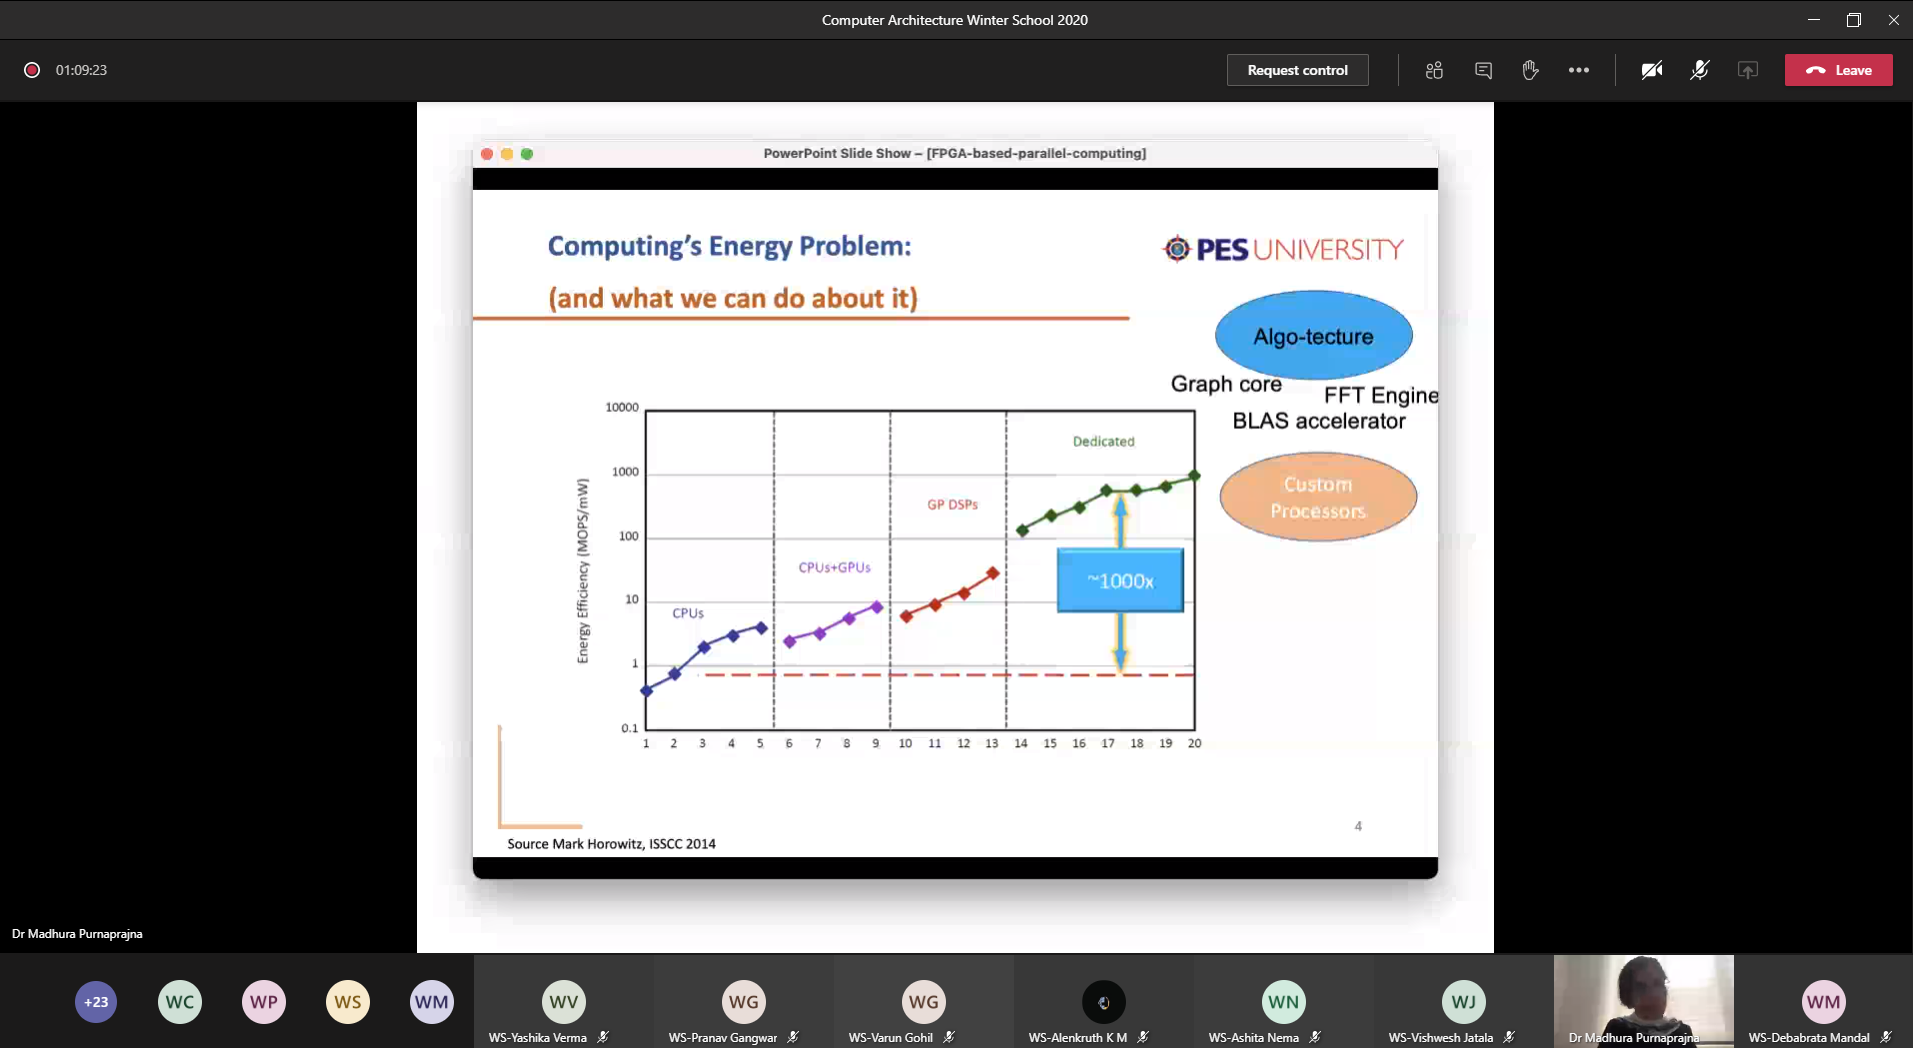 Computer Architecture Winter School 2020
01:09:23
Request control
Leave
PowerPoint Slide Show – [FPGA-based-parallel-computing]
Computing's Energy Problem:
(and what we can do about it)
PES UNIVERSITY
Algo-tecture
Graph core
FFT Engine
BLAS accelerator
Custom
Processors
Energy Efficiency (MOPS/mW)
10000
1000
100
10
1
0.1
CPUs
CPUs+GPUs
GP DSPs
Dedicated
~1000x
1 2 3 4 5 6 7 8 9 10 11 12 13 14 15 16 17 18 19 20
4
Source Mark Horowitz, ISSCC 2014
Dr Madhura Purnaprajna
+23
WC
WP
WS
WM
WV
WS-Yashika Verma
WG
WS-Pranav Gangwar
WG
WS-Varun Gohil
WS-Alenkruth K M
WN
WS-Ashita Nema
WJ
WS-Vishwesh Jatala
Dr Madhura Purnaprajna
WM
WS-Debabrata Mandal